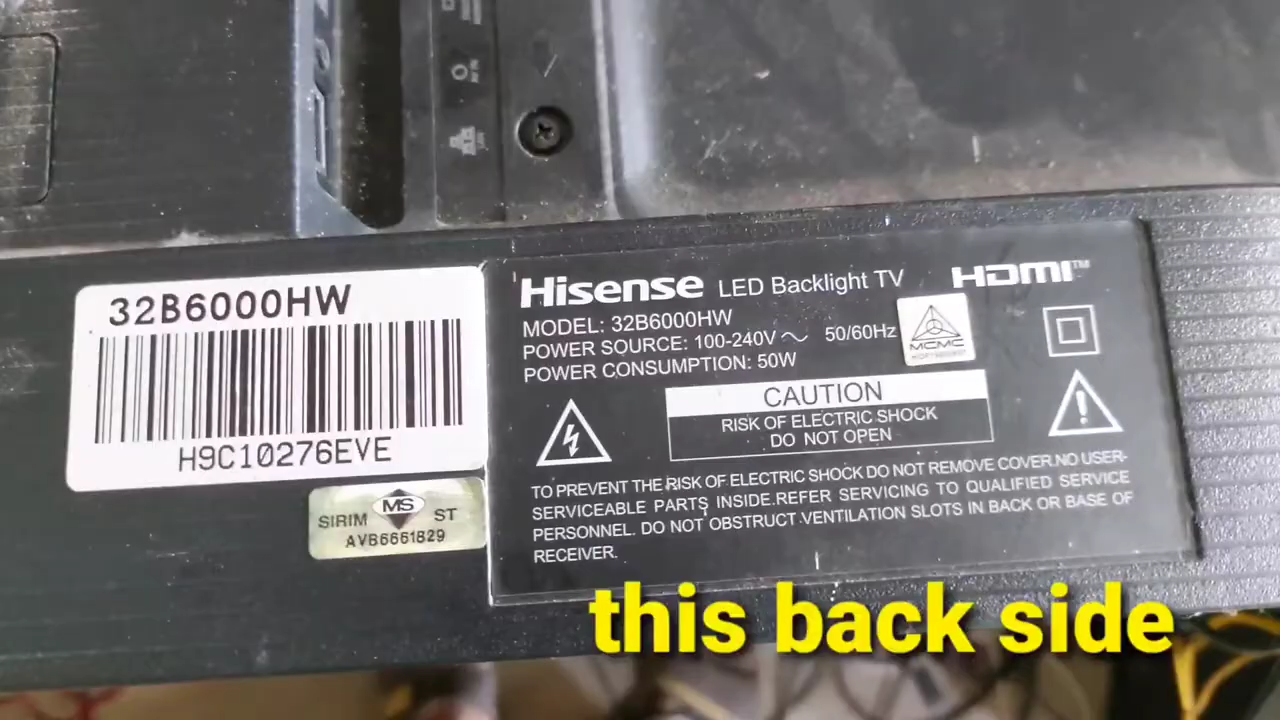 32B6000HW
H9C10276EVE
SIRIM MS ST
AVB6661829
Hisense LED Backlight TV HDMI™
MODEL: 32B6000HW
POWER SOURCE: 100-240V ~ 50/60Hz
POWER CONSUMPTION: 50W
MCMC
CAUTION
RISK OF ELECTRIC SHOCK
DO NOT OPEN
TO PREVENT THE RISK OF ELECTRIC SHOCK DO NOT REMOVE COVER.NO USER-
SERVICEABLE PARTS INSIDE.REFER SERVICING TO QUALIFIED SERVICE
PERSONNEL. DO NOT OBSTRUCT VENTILATION SLOTS IN BACK OR BASE OF
RECEIVER.
this back side